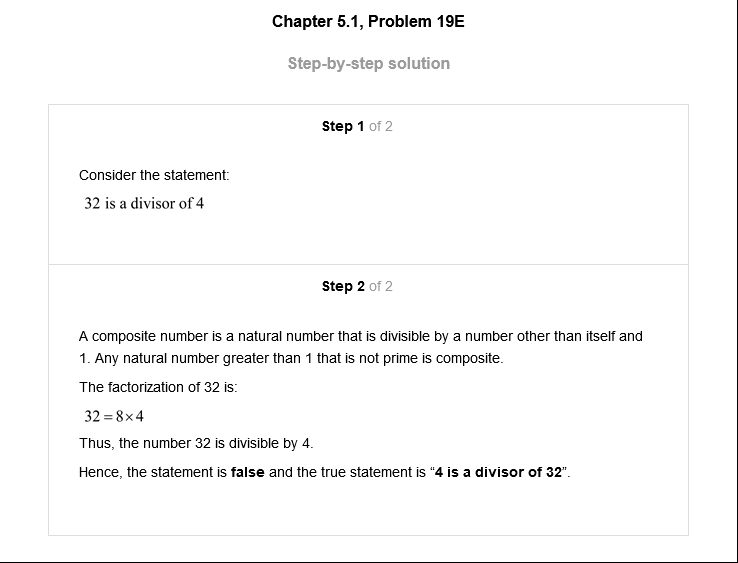 Chapter 5.1, Problem 19E
Step-by-step solution
Step 1 of 2
Consider the statement:
32 is a divisor of 4
Step 2 of 2
A composite number is a natural number that is divisible by a number other than itself and
1. Any natural number greater than 1 that is not prime is composite.
The factorization of 32 is:
32 = 8×4
Thus, the number 32 is divisible by 4.
Hence, the statement is false and the true statement is “4 is a divisor of 32”.